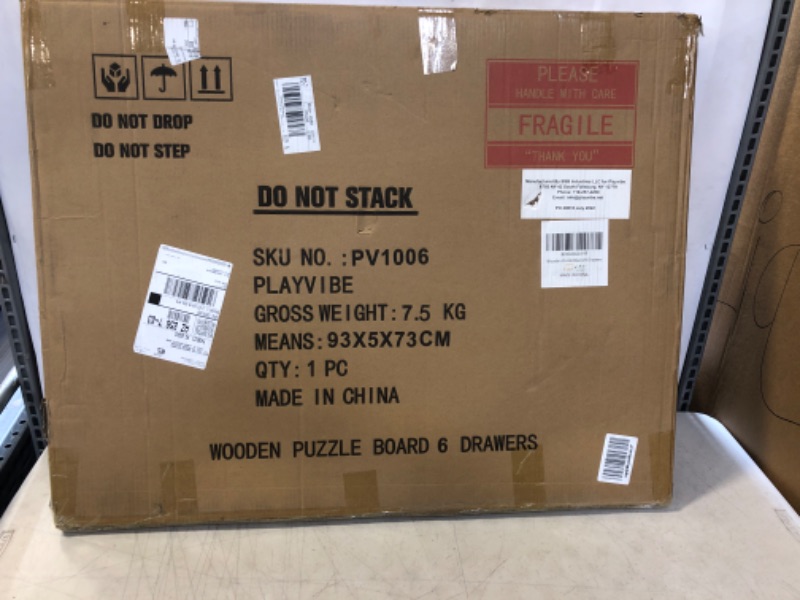 DO NOT DROP
DO NOT STEP
PLEASE
HANDLE WITH CARE
FRAGILE
"THANK YOU"
DO NOT STACK
SKU NO. :PV1006
PLAYVIBE
GROSS WEIGHT:7.5 KG
MEANS:93X5X73CM
QTY: 1 PC
MADE IN CHINA
WOODEN PUZZLE BOARD 6 DRAWERS